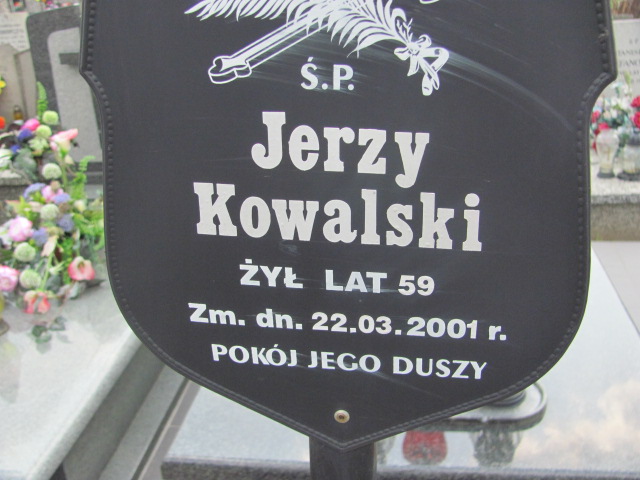 Ś.P.
Jerzy
Kowalski
ŻYŁ LAT 59
Zm. dn. 22.03.2001 r.
POKÓJ JEGO DUSZY